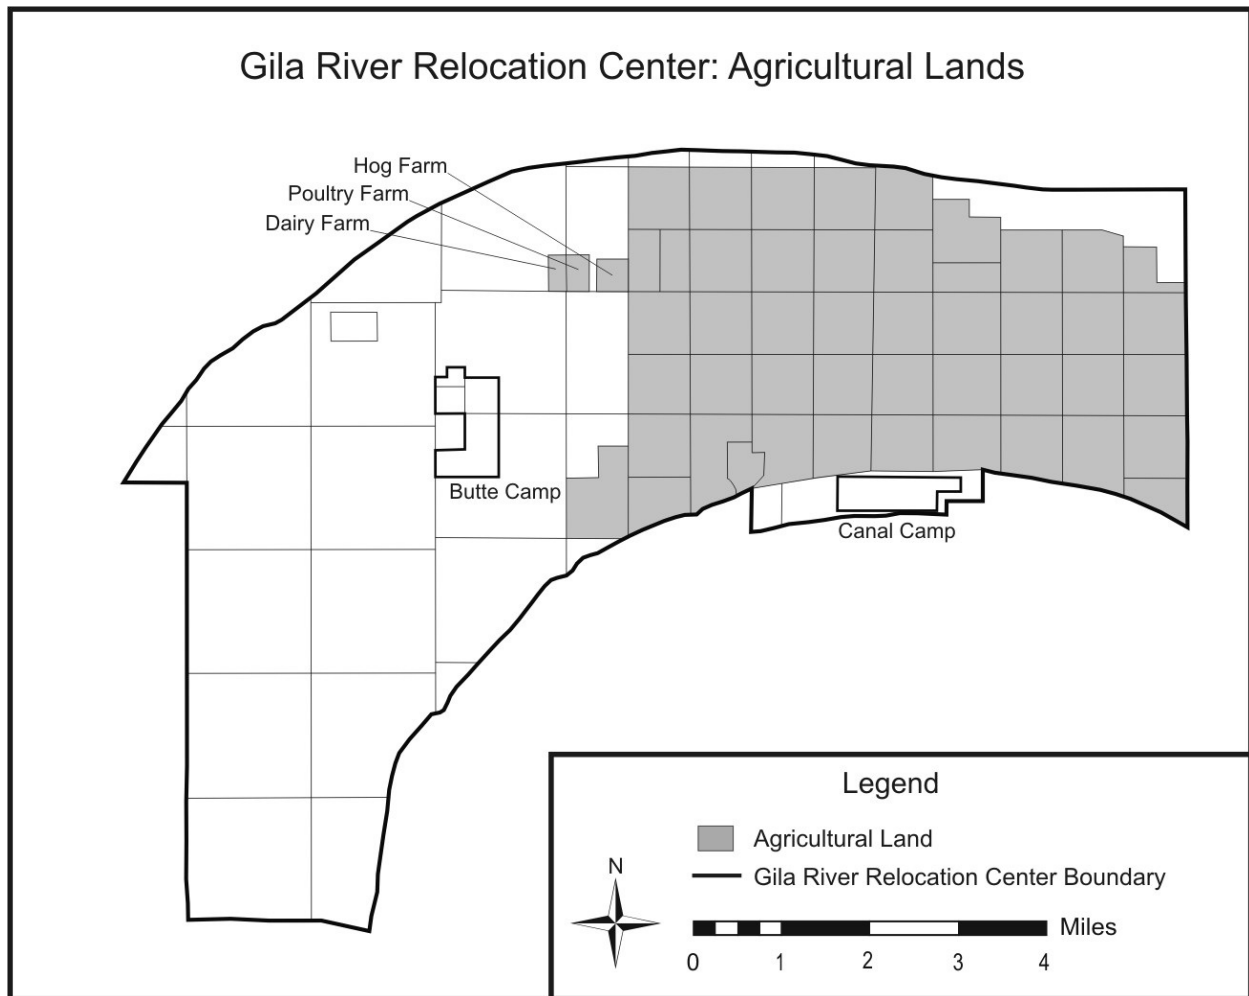 Gila River Relocation Center: Agricultural Lands
Hog Farm
Poultry Farm
Dairy Farm
Butte Camp
Canal Camp
Legend
Agricultural Land
Gila River Relocation Center Boundary
N
Miles
0 1 2 3 4